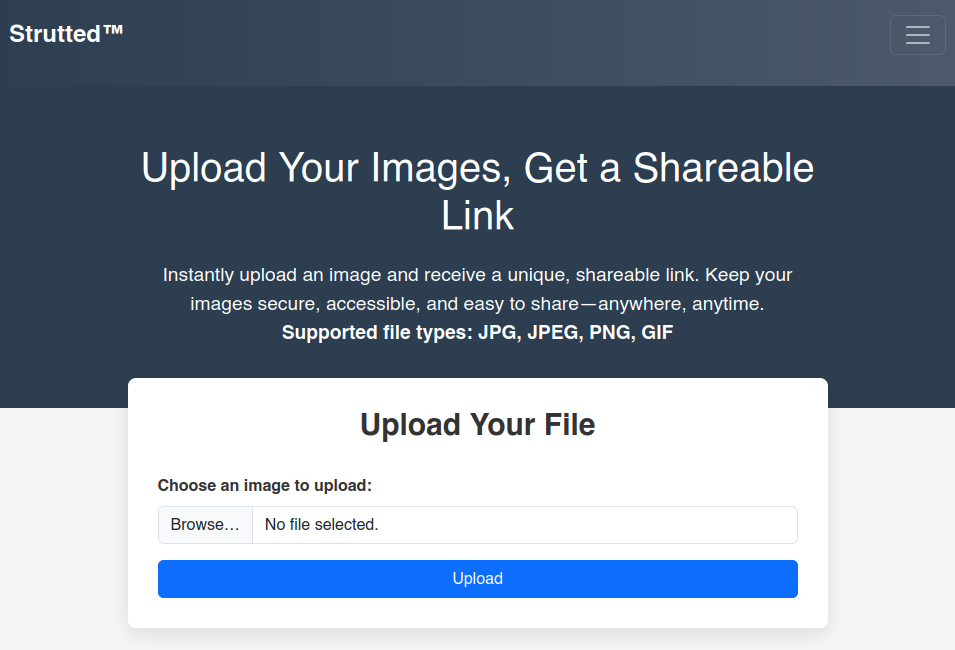 Strutted™
Upload Your Images, Get a Shareable
Link
Instantly upload an image and receive a unique, shareable link. Keep your
images secure, accessible, and easy to share—anywhere, anytime.
Supported file types: JPG, JPEG, PNG, GIF
Upload Your File
Choose an image to upload:
Browse… No file selected.
Upload